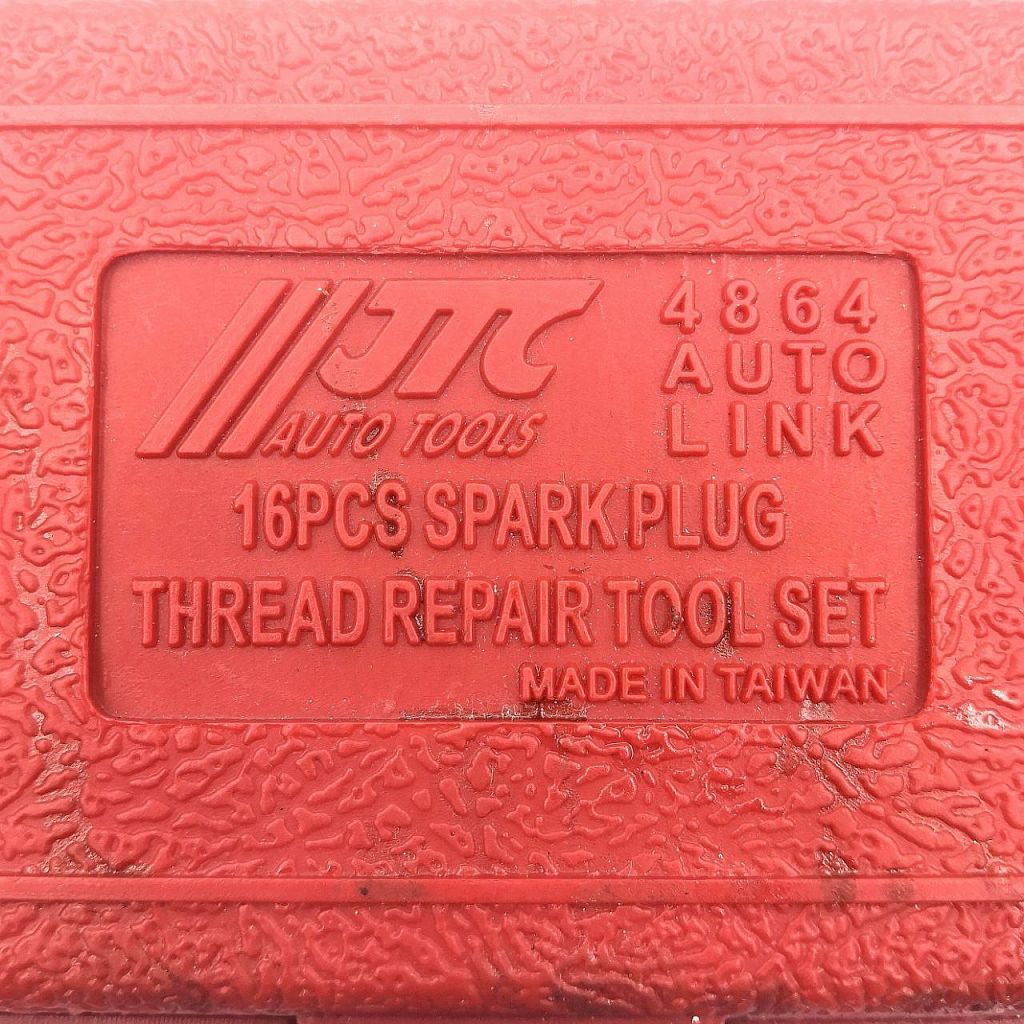 JTC
AUTO TOOLS
4864
AUTO
LINK
16PCS SPARK PLUG
THREAD REPAIR TOOL SET
MADE IN TAIWAN